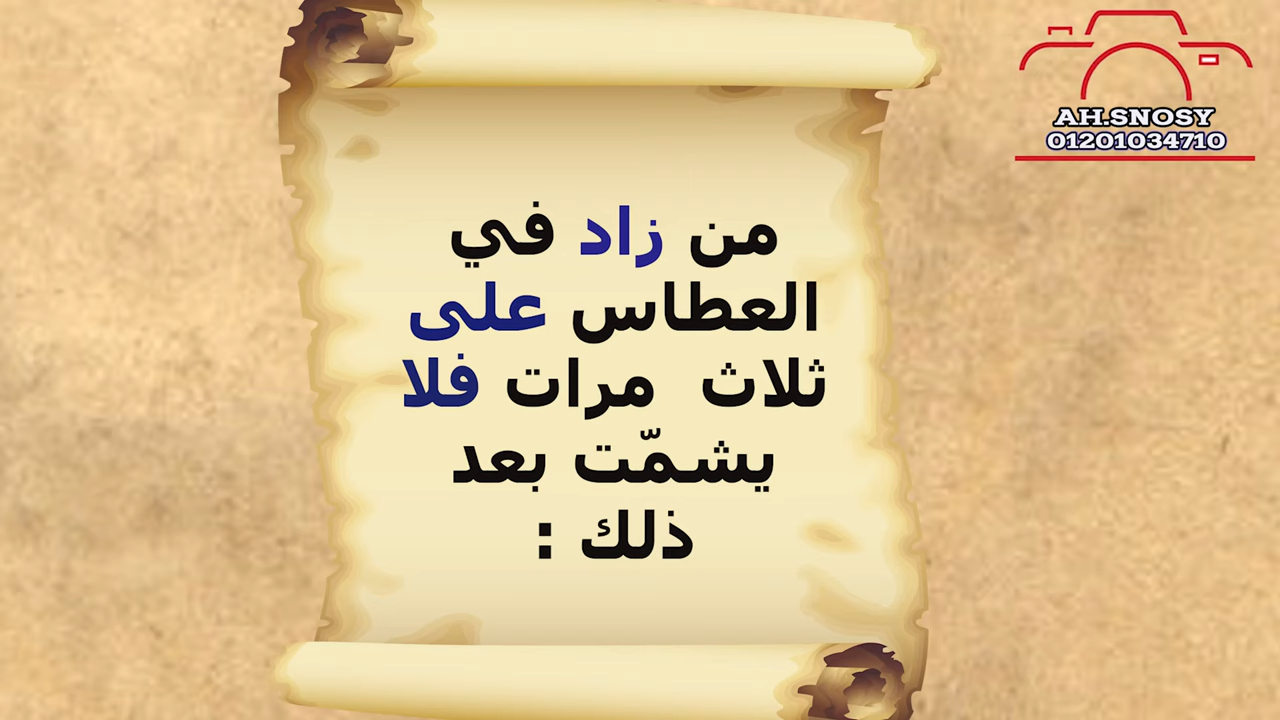 AH.SNOSY
01201034710
من زاد في
العطاس على
ثلاث مرات فلا
يشمّت بعد
ذلك :